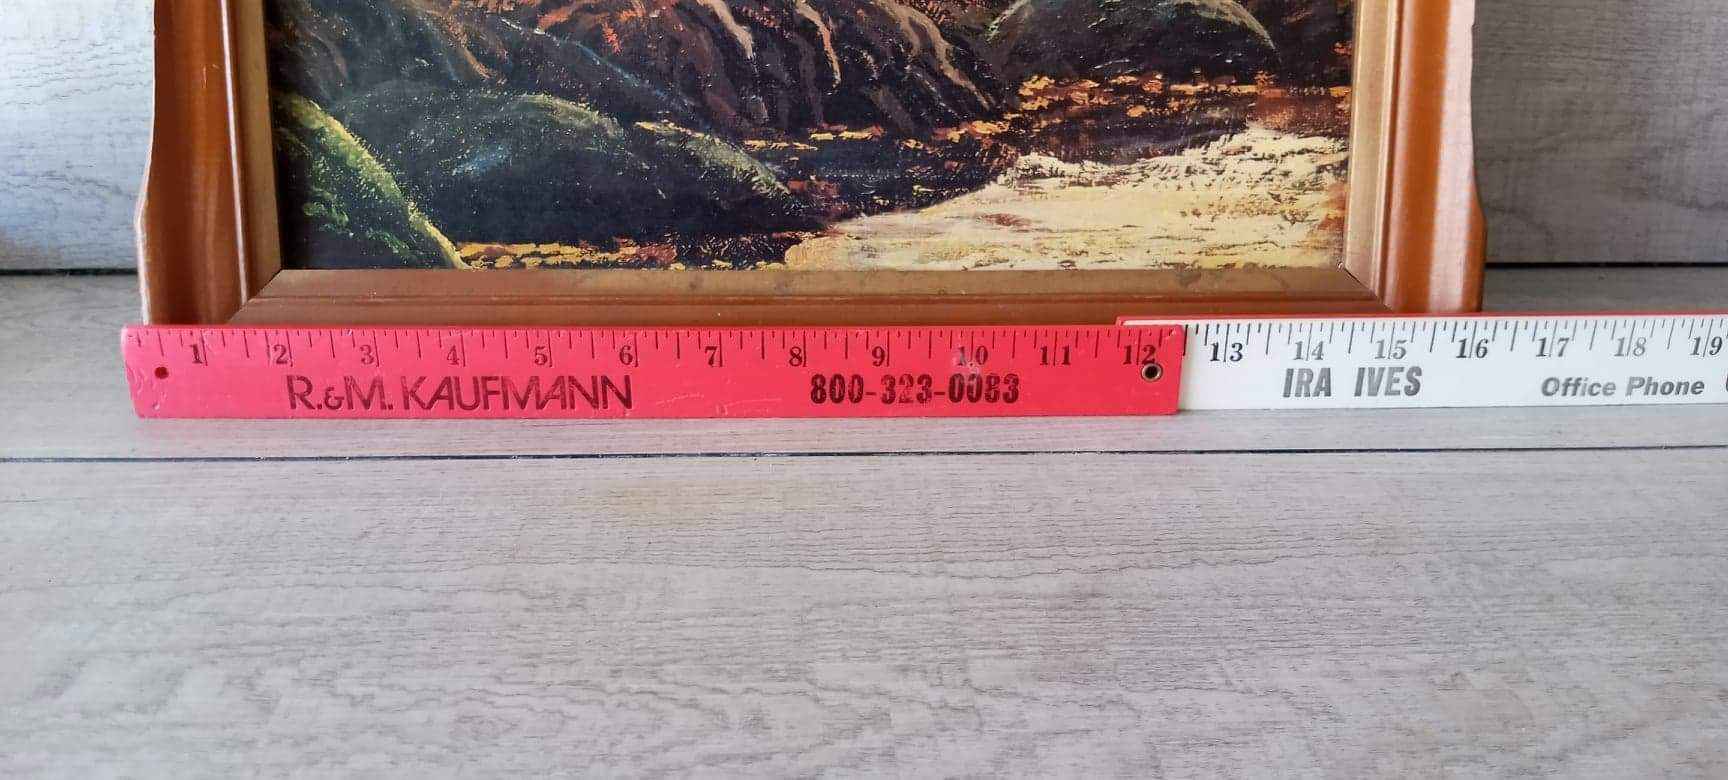 1 2 3 4 5 6 7 8 9 10 11 12 13 14 15 16 17 18 19
R.&M. KAUFMANN 800-323-0083 IRA IVES Office Phone